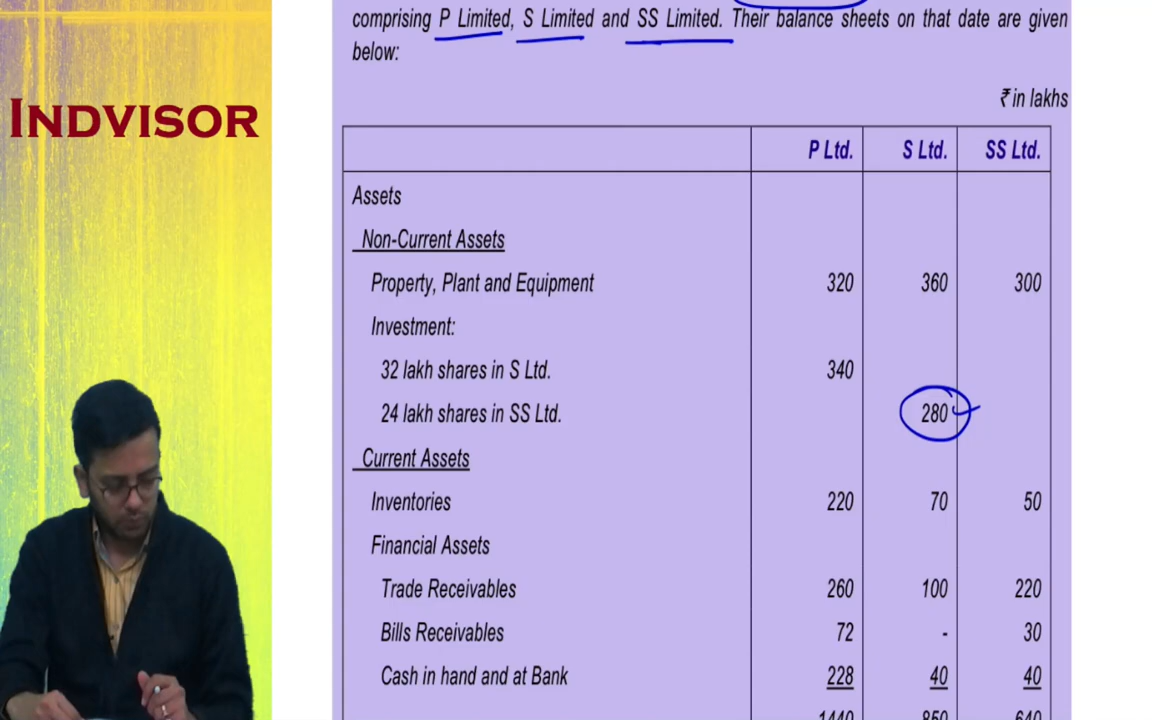 comprising P Limited, S Limited and SS Limited. Their balance sheets on that date are given
below:
INDVISOR
₹ in lakhs
P Ltd. S Ltd. SS Ltd.
Assets
Non-Current Assets
Property, Plant and Equipment 320 360 300
Investment:
32 lakh shares in S Ltd. 340
24 lakh shares in SS Ltd. 280
Current Assets
Inventories 220 70 50
Financial Assets
Trade Receivables 260 100 220
Bills Receivables 72 - 30
Cash in hand and at Bank 228 40 40
1440 850 640